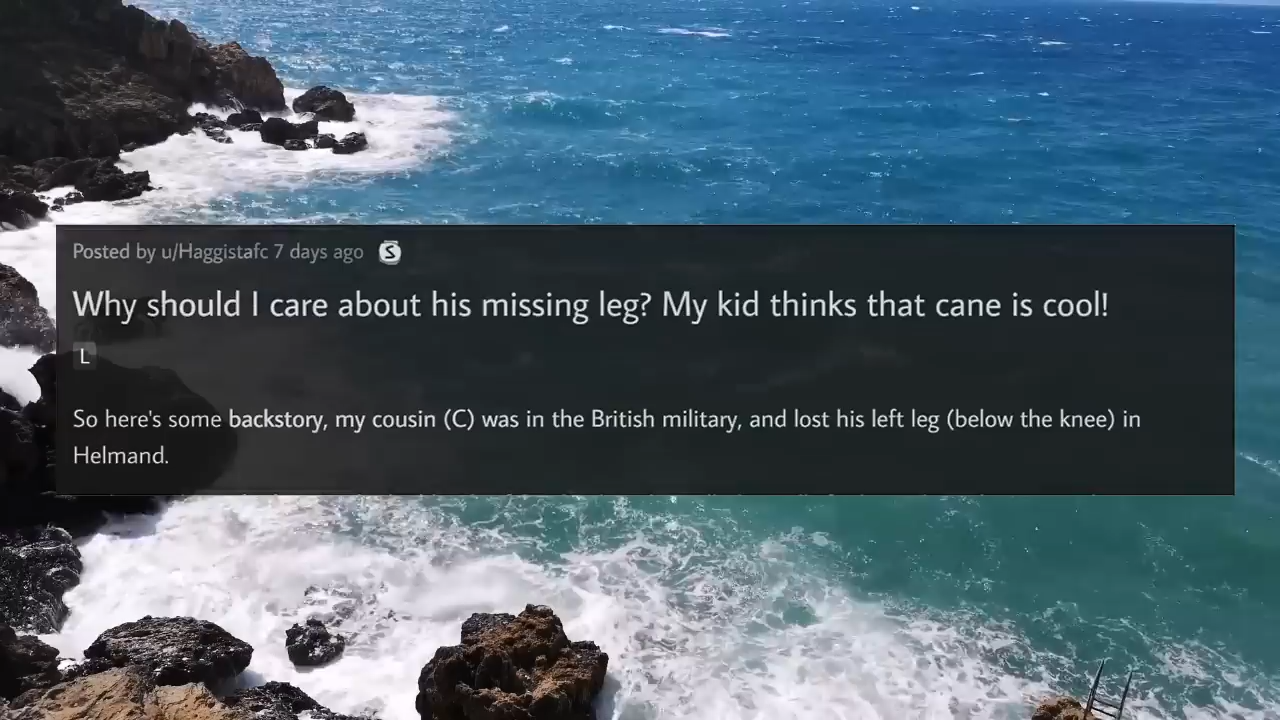 Posted by u/Haggistafc 7 days ago S
Why should I care about his missing leg? My kid thinks that cane is cool!
L
So here's some backstory, my cousin (C) was in the British military, and lost his left leg (below the knee) in
Helmand.